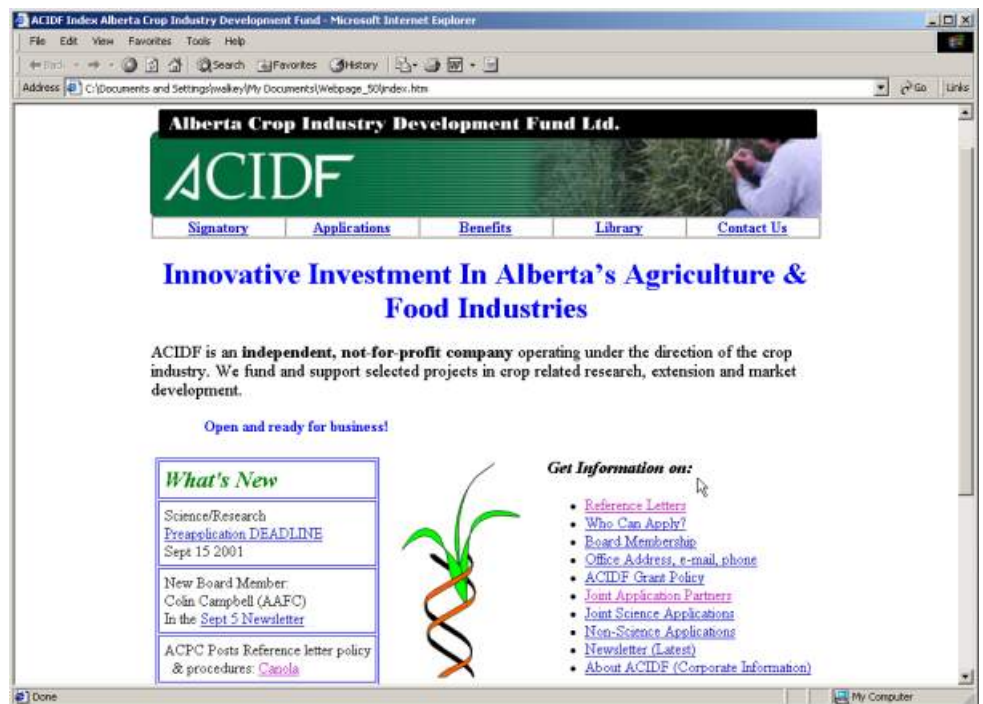 ACIDF Index Alberta Crop Industry Development Fund - Microsoft Internet Explorer
File Edit View Favorites Tools Help
Back Search Favorites History
Address C:\Documents and Settings\walkey\My Documents\Webpage_50\index.htm Go Links
Alberta Crop Industry Development Fund Ltd.
ACIDF
Signatory Applications Benefits Library Contact Us
Innovative Investment In Alberta's Agriculture &
Food Industries
ACIDF is an independent, not-for-profit company operating under the direction of the crop
industry. We fund and support selected projects in crop related research, extension and market
development.
Open and ready for business!
What's New
Science/Research
Preapplication DEADLINE
Sept 15 2001
New Board Member:
Colin Campbell (AAFC)
In the Sept 5 Newsletter
ACPC Posts Reference letter policy
& procedures: Canola
Get Information on:
• Reference Letters
• Who Can Apply?
• Board Membership
• Office Address, e-mail, phone
• ACIDF Grant Policy
• Joint Application Partners
• Joint Science Applications
• Non-Science Applications
• Newsletter (Latest)
• About ACIDF (Corporate Information)
Done My Computer